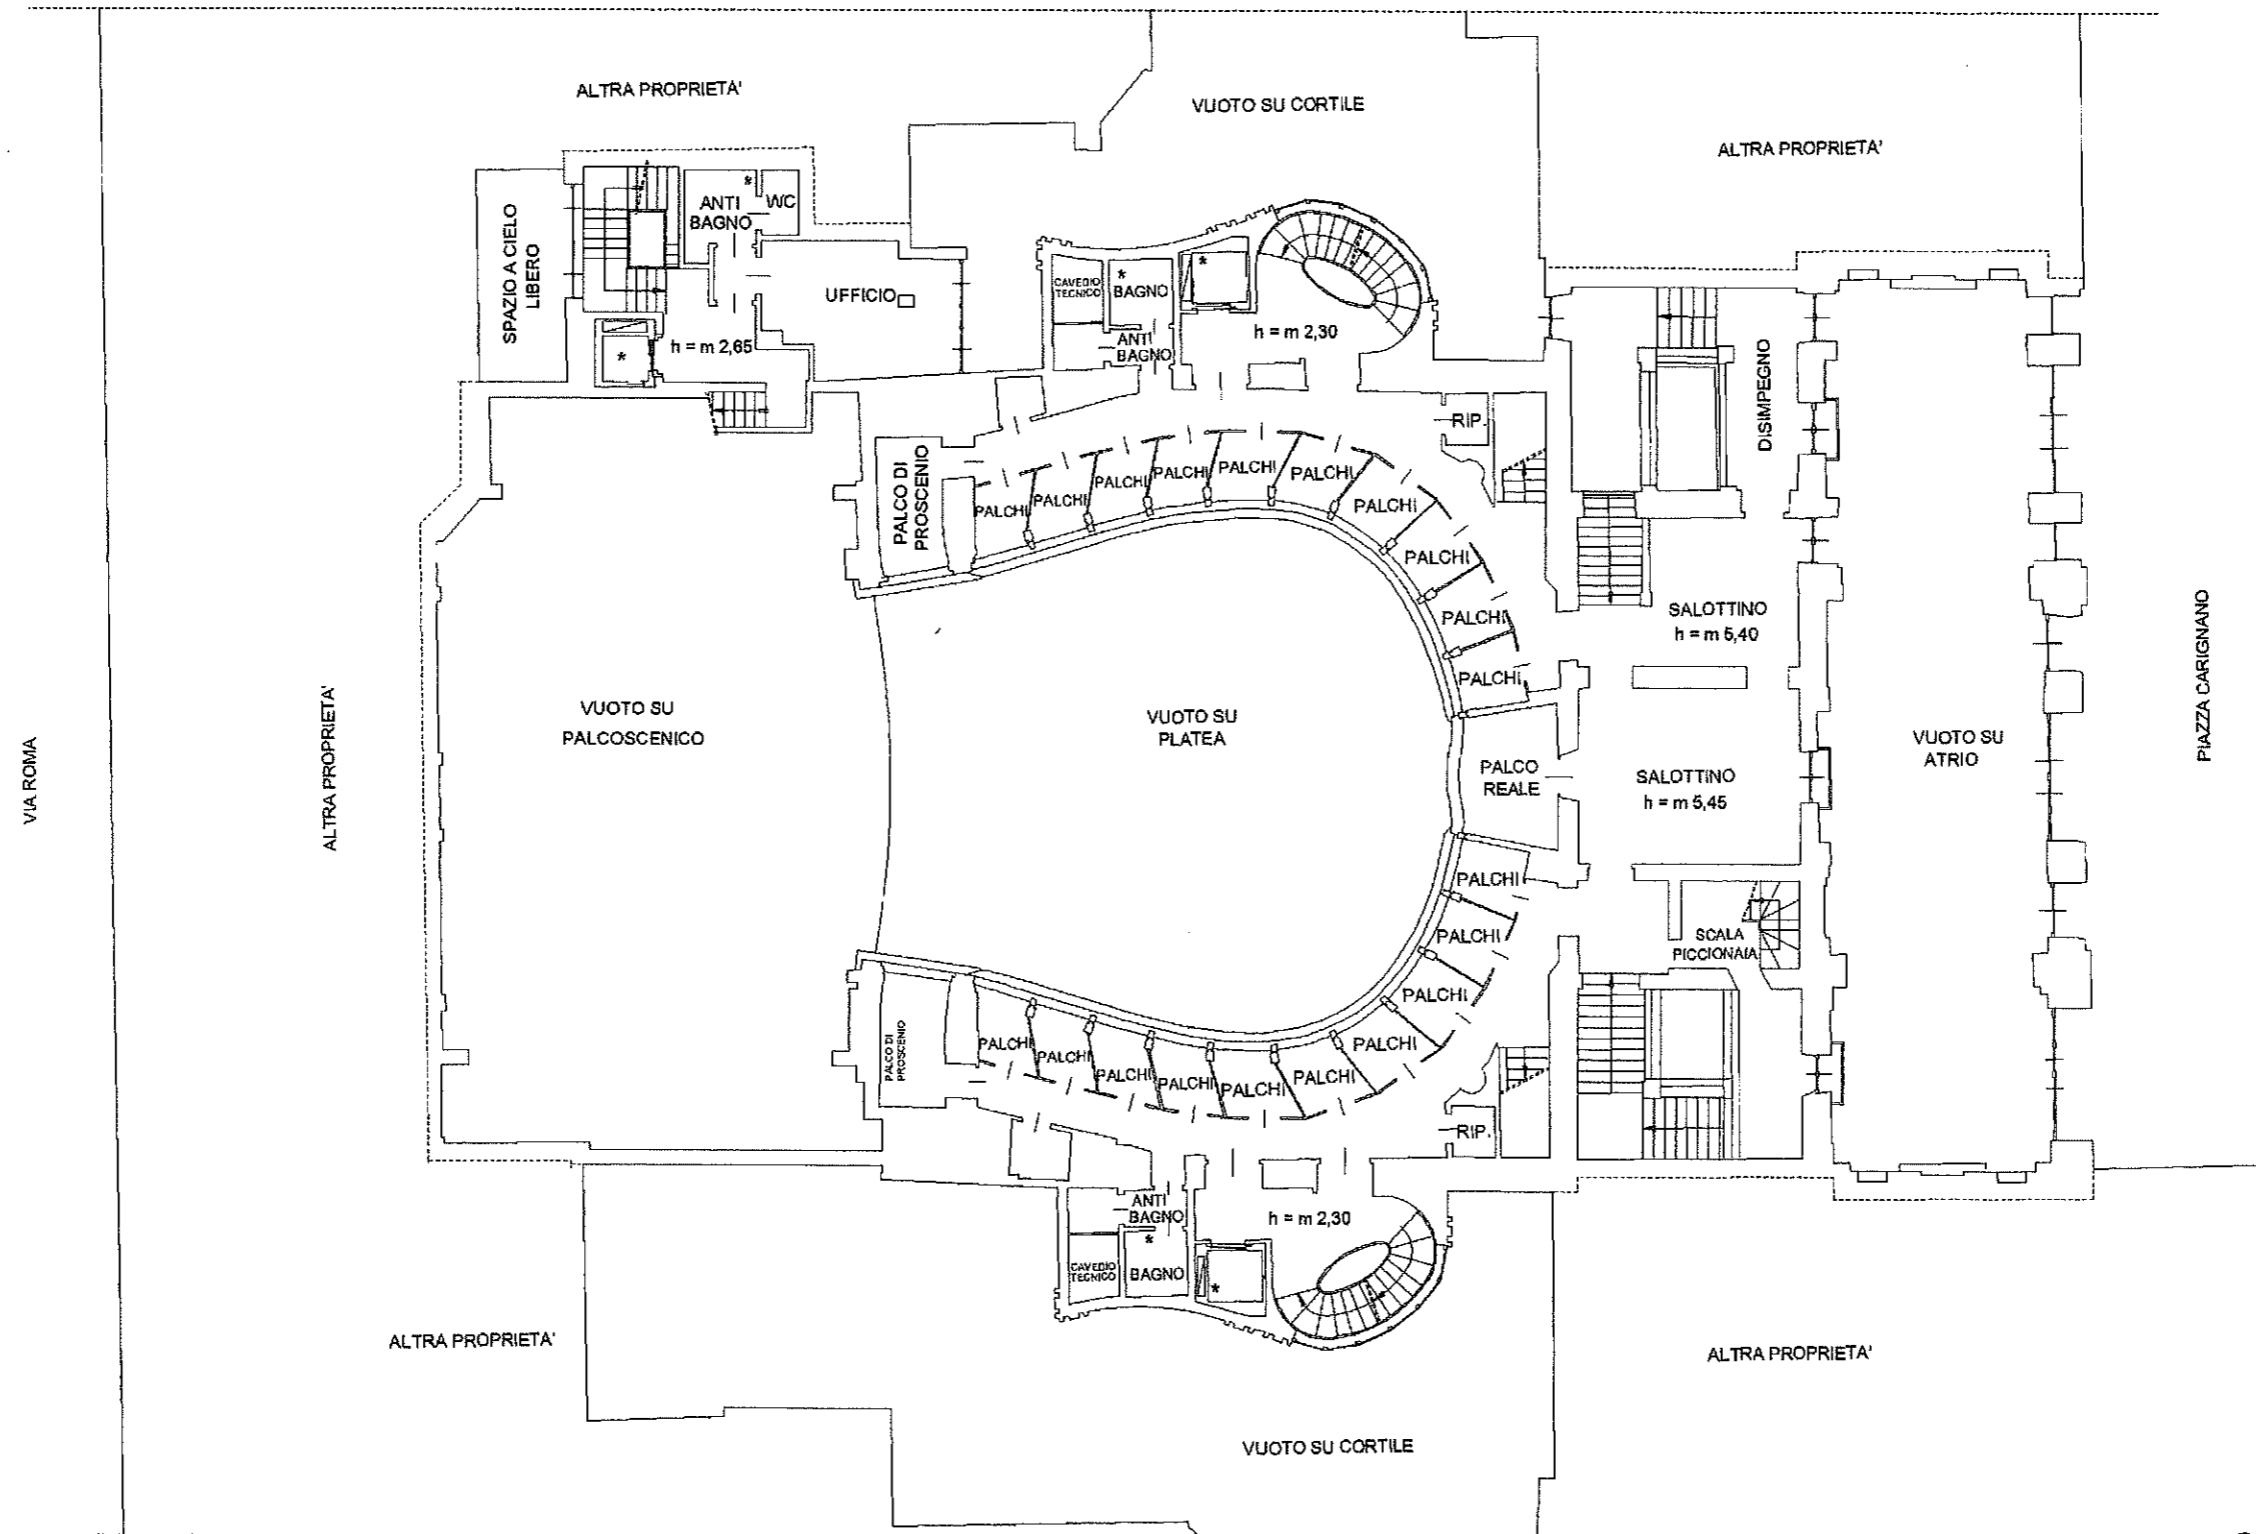 ALTRA PROPRIETA'
VUOTO SU CORTILE
ALTRA PROPRIETA'
SPAZIO A CIELO
LIBERO
ANTI
BAGNO
*
WC
UFFICIO
*
h = m 2,65
CAVEDIO
TECNICO
*
BAGNO
*
ANTI
BAGNO
h = m 2,30
DISIMPEGNO
RIP.
PALCO DI
PROSCENIO
PALCHI
PALCHI
PALCHI
PALCHI
PALCHI
PALCHI
PALCHI
PALCHI
PALCHI
PALCHI
SALOTTINO
h = m 5,40
VIA ROMA
ALTRA PROPRIETA'
VUOTO SU
PALCOSCENICO
VUOTO SU
PLATEA
PALCO
REALE
SALOTTINO
h = m 5,45
VUOTO SU
ATRIO
PIAZZA CARIGNANO
PALCHI
PALCHI
PALCHI
PALCHI
PALCHI
PALCHI
PALCHI
PALCHI
PALCHI
PALCHI
SCALA
PICCIONAIA
PALCO DI
PROSCENIO
RIP.
ANTI
BAGNO
h = m 2,30
CAVEDIO
TECNICO
*
BAGNO
*
ALTRA PROPRIETA'
ALTRA PROPRIETA'
VUOTO SU CORTILE